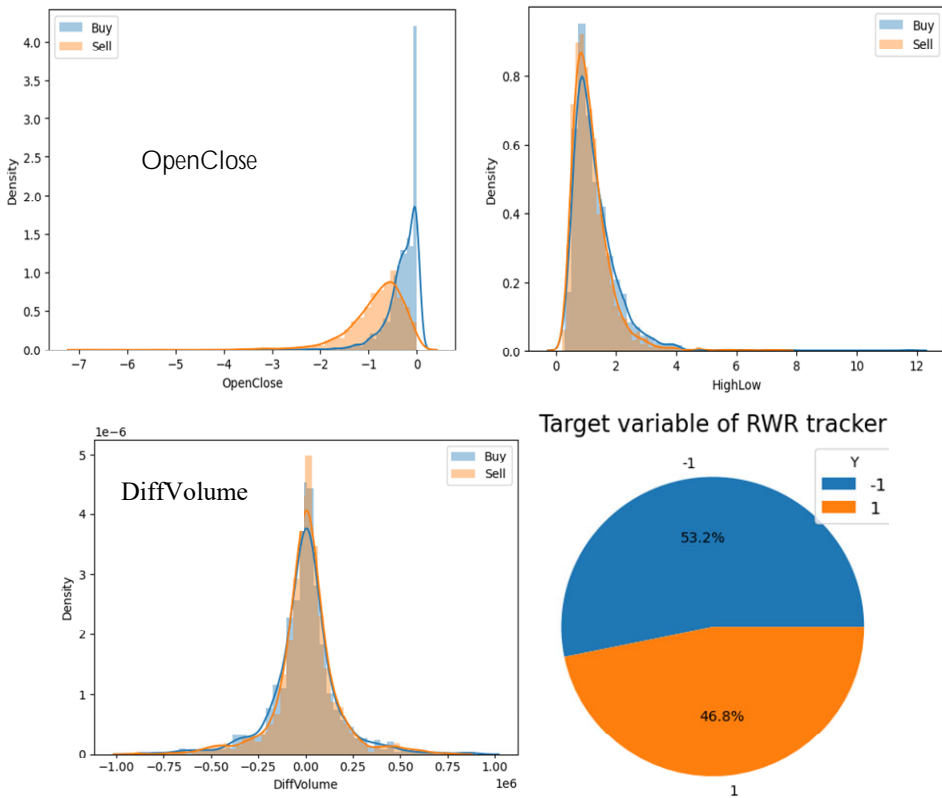 Buy
Sell
4.0
3.5
3.0
2.5
2.0
1.5
1.0
0.5
0.0
Density
OpenClose
−7 −6 −5 −4 −3 −2 −1 0
OpenClose
Buy
Sell
0.8
0.6
0.4
0.2
0.0
Density
0 2 4 6 8 10 12
HighLow
1e−6
Buy
Sell
DiffVolume
5
4
3
2
1
0
Density
−1.00 −0.75 −0.50 −0.25 0.00 0.25 0.50 0.75 1.00
1e6
DiffVolume
Target variable of RWR tracker
Y
-1
1
-1
53.2%
46.8%
1